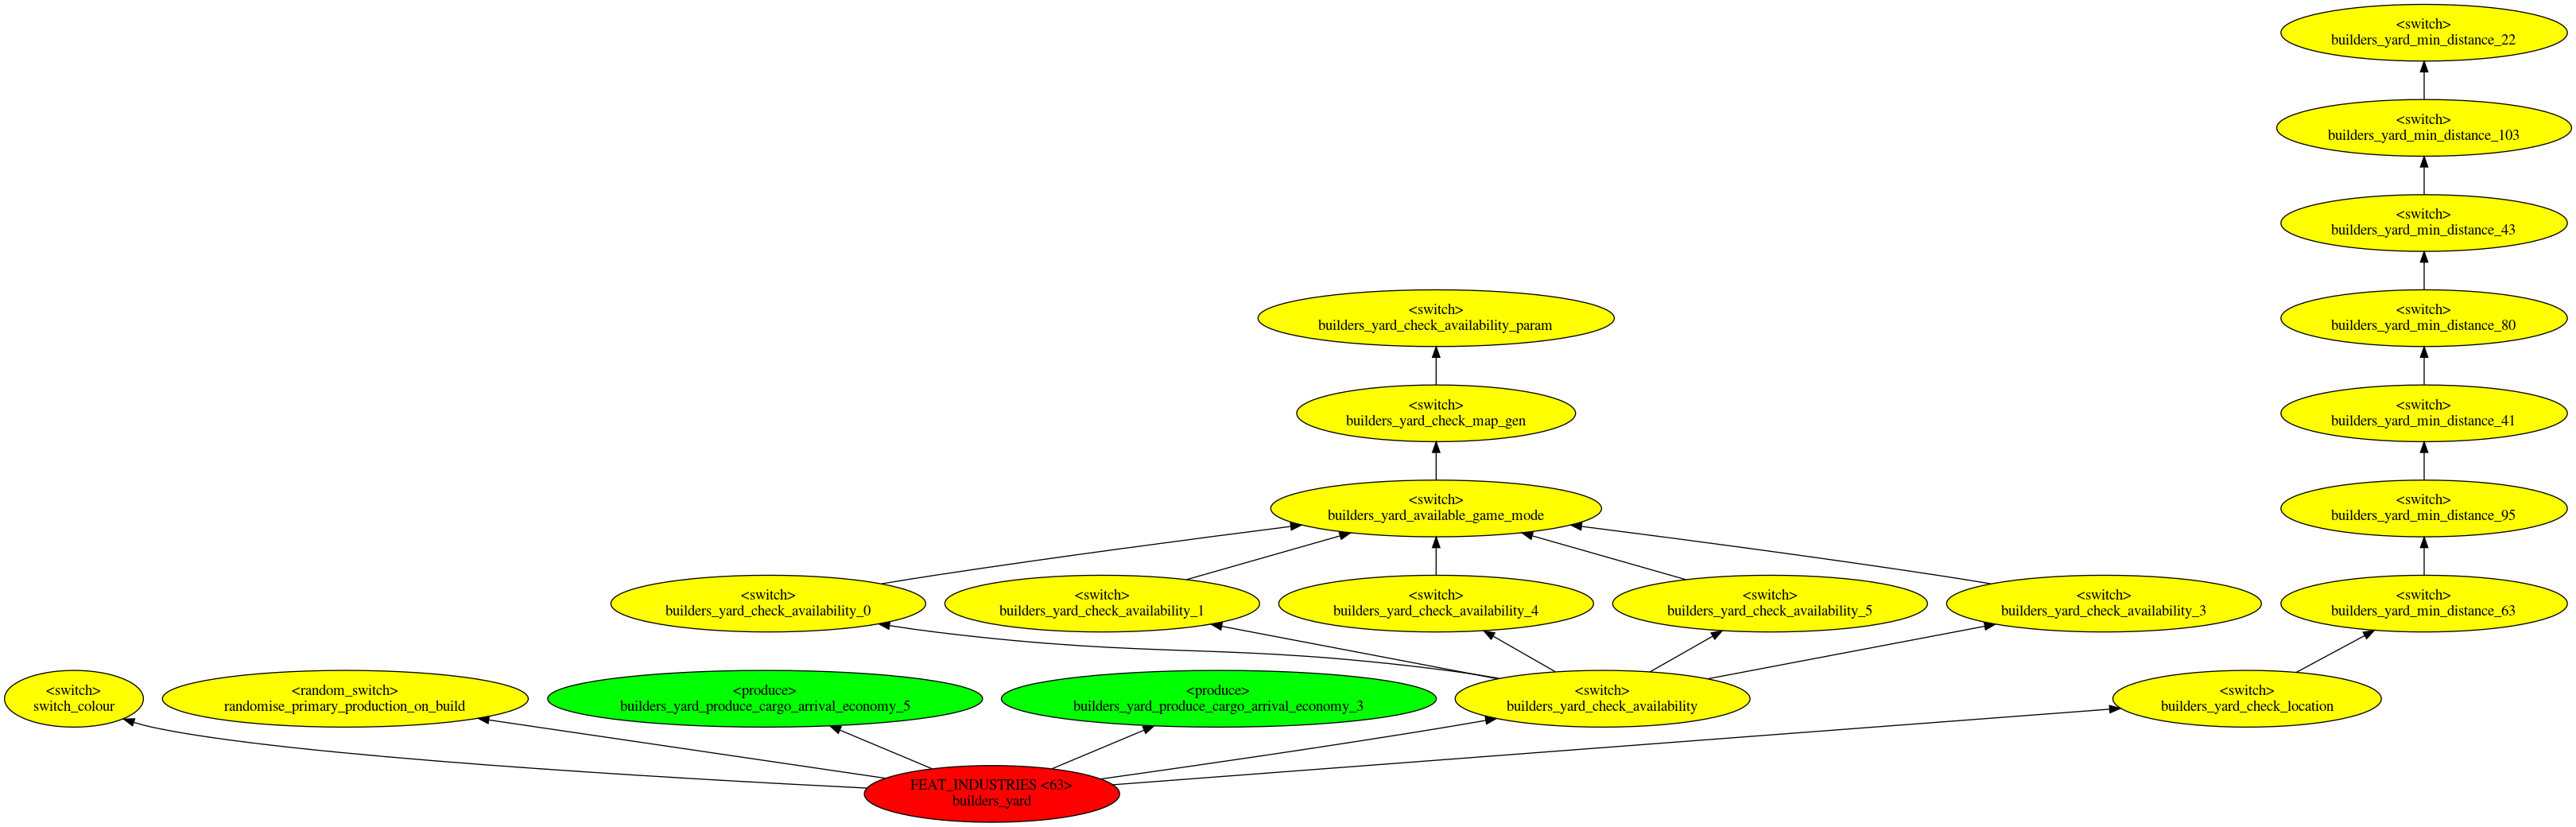 <switch>
builders_yard_min_distance_22
<switch>
builders_yard_min_distance_103
<switch>
builders_yard_min_distance_43
<switch>
builders_yard_check_availability_param
<switch>
builders_yard_min_distance_80
<switch>
builders_yard_check_map_gen
<switch>
builders_yard_min_distance_41
<switch>
builders_yard_available_game_mode
<switch>
builders_yard_min_distance_95
<switch>
builders_yard_check_availability_0
<switch>
builders_yard_check_availability_1
<switch>
builders_yard_check_availability_4
<switch>
builders_yard_check_availability_5
<switch>
builders_yard_check_availability_3
<switch>
builders_yard_min_distance_63
<switch>
switch_colour
<random_switch>
randomise_primary_production_on_build
<produce>
builders_yard_produce_cargo_arrival_economy_5
<produce>
builders_yard_produce_cargo_arrival_economy_3
<switch>
builders_yard_check_availability
<switch>
builders_yard_check_location
FEAT_INDUSTRIES <63>
builders_yard